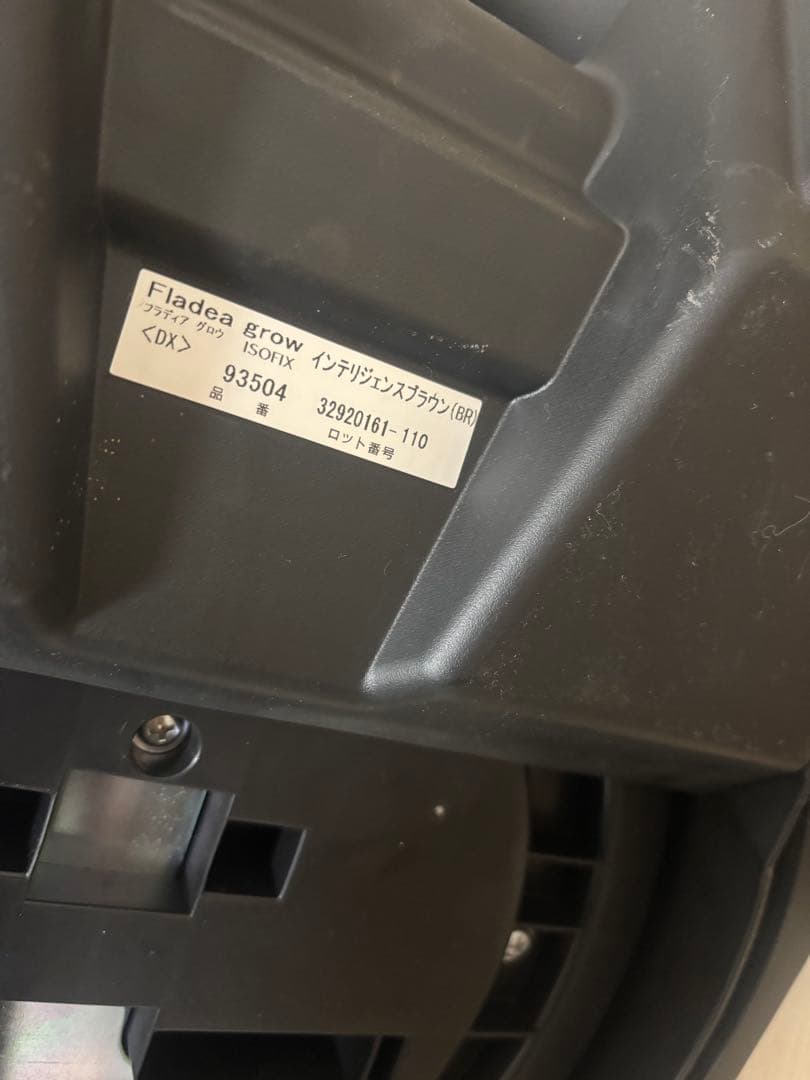 Fladea grow インテリジェンスブラウン(BR)
フラディア グロウ ISOFIX
<DX>
93504 32920161-110
品 番 ロット番号